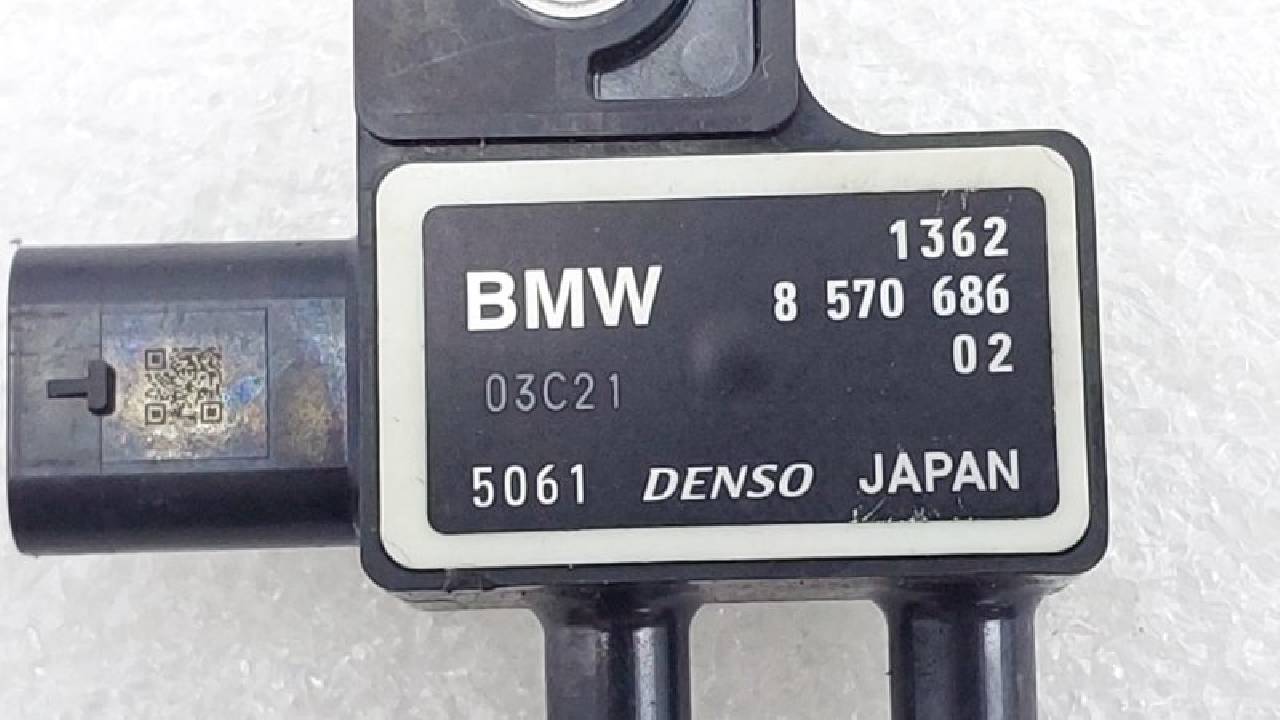 1362
BMW 8 570 686
02
03C21
5061 DENSO JAPAN